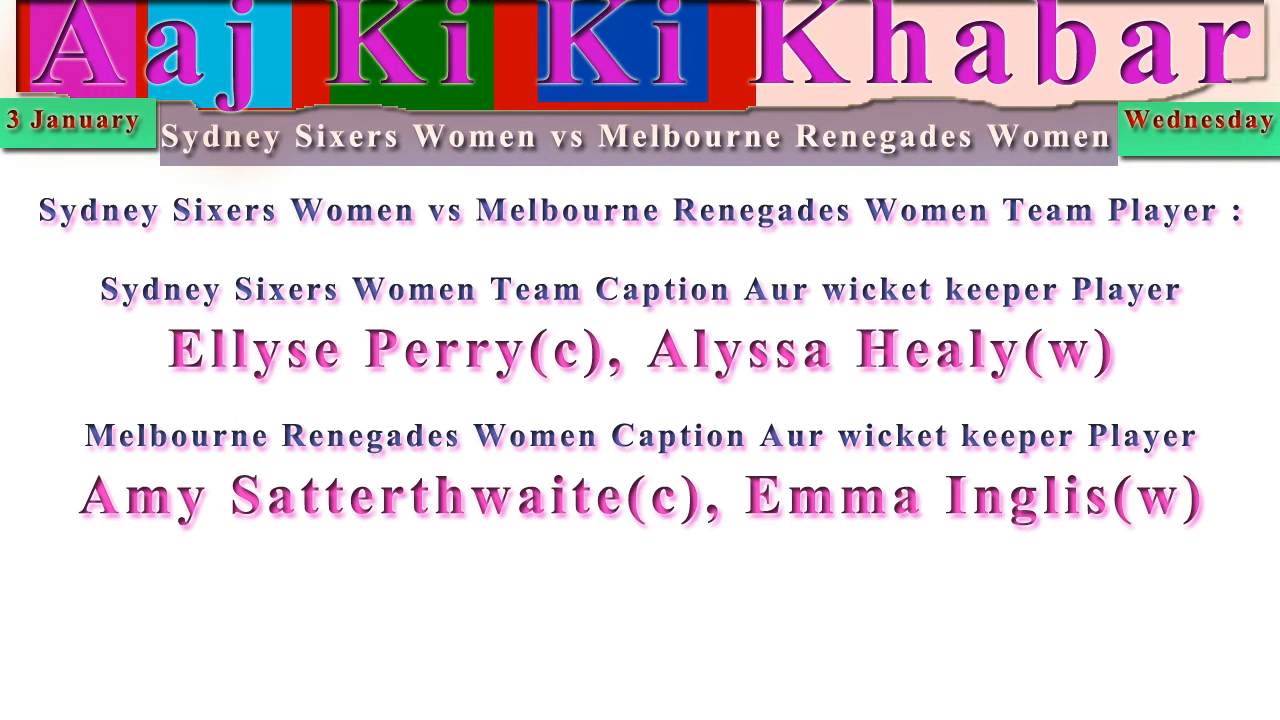 Aaj Ki Ki Khabar
3 January
Sydney Sixers Women vs Melbourne Renegades Women
Wednesday
Sydney Sixers Women vs Melbourne Renegades Women Team Player :
Sydney Sixers Women Team Caption Aur wicket keeper Player
Ellyse Perry(c), Alyssa Healy(w)
Melbourne Renegades Women Caption Aur wicket keeper Player
Amy Satterthwaite(c), Emma Inglis(w)